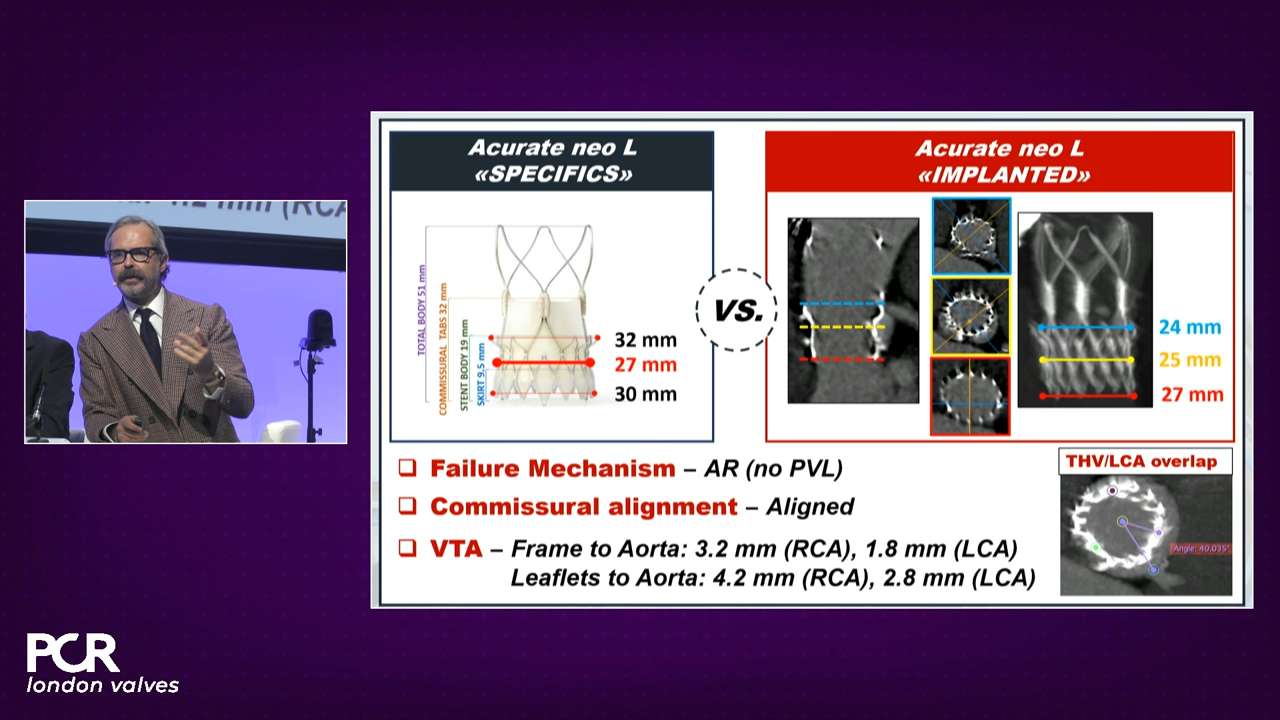 Acurate neo L
«SPECIFICS»
TOTAL BODY 51 mm
COMMISSURAL TABS 32 mm
STENT BODY 19 mm
SKIRT 9,5 mm
32 mm
27 mm
30 mm
VS.
Acurate neo L
«IMPLANTED»
24 mm
25 mm
27 mm
❑ Failure Mechanism – AR (no PVL)
❑ Commissural alignment – Aligned
❑ VTA – Frame to Aorta: 3.2 mm (RCA), 1.8 mm (LCA)
Leaflets to Aorta: 4.2 mm (RCA), 2.8 mm (LCA)
THV/LCA overlap
Angle: 40.035°
PCR
london valves